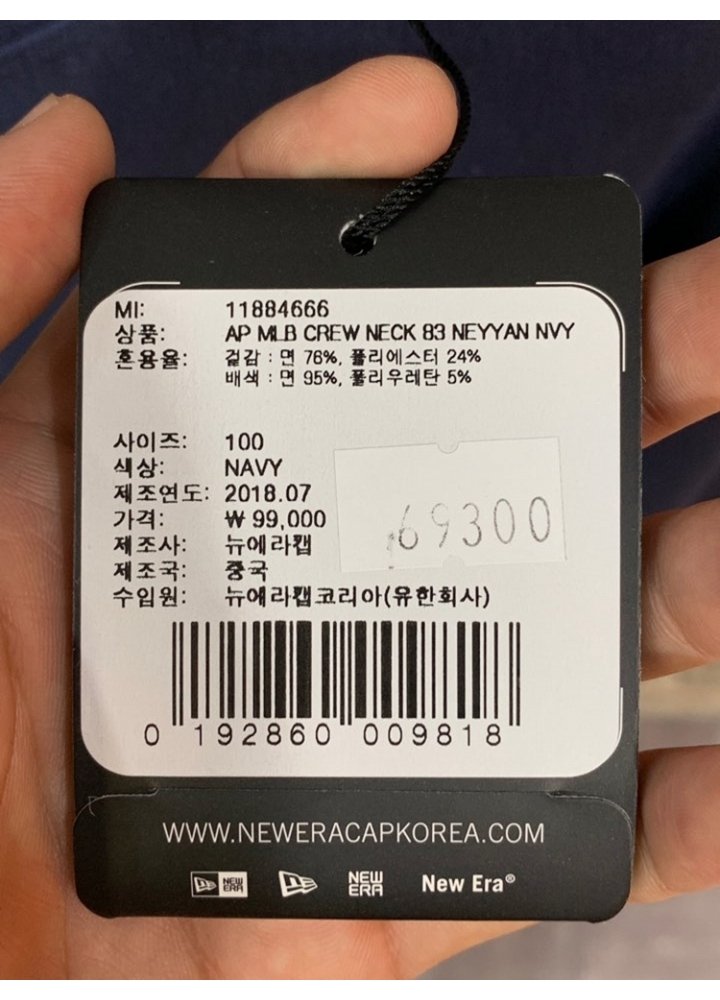 MI: 11884666
상품: AP MLB CREW NECK 83 NEYYAN NVY
혼용율: 겉감 : 면 76%, 폴리에스터 24%
배색 : 면 95%, 폴리우레탄 5%
사이즈: 100
색상: NAVY
제조연도: 2018.07
가격: ₩ 99,000
69300
제조사: 뉴에라캡
제조국: 중국
수입원: 뉴에라캡코리아(유한회사)
0 192860 009818
WWW.NEWERACAPKOREA.COM
NEW ERA NEW ERA New Era®